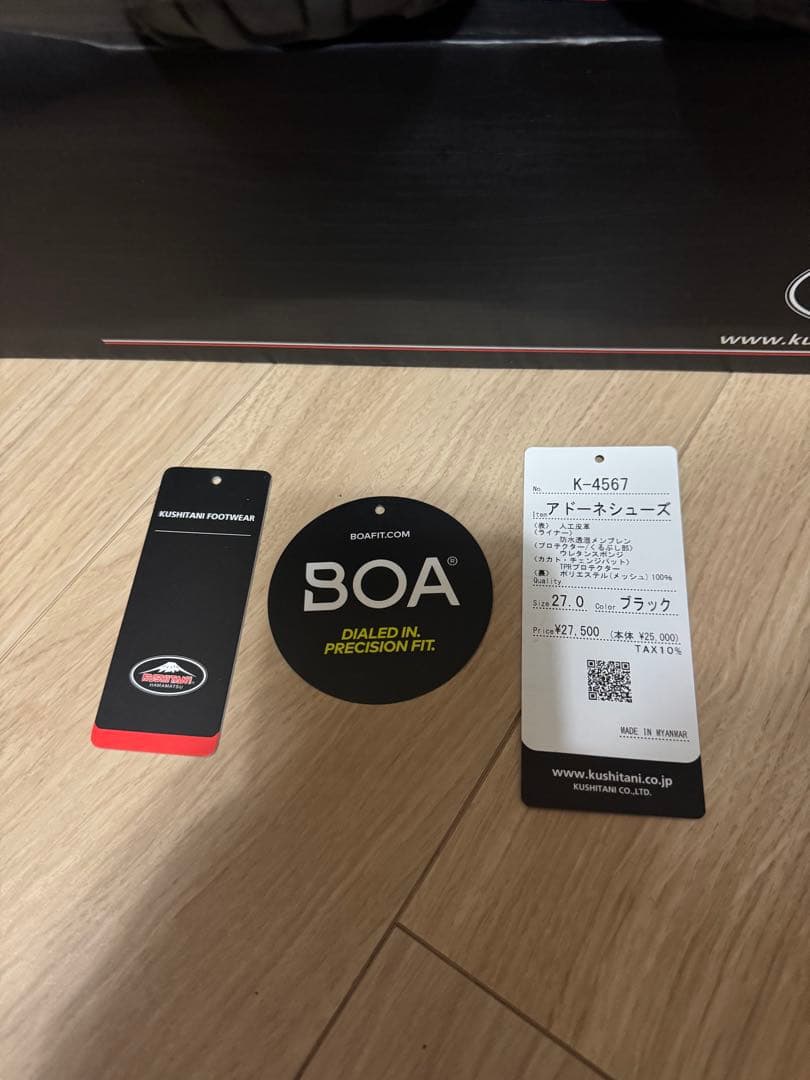 www.ku
KUSHITANI FOOTWEAR
KUSHITANI
HAMAMATSU
BOAFIT.COM
BOA®
DIALED IN.
PRECISION FIT.
No. K-4567
Item アドーネシューズ
(表) 人工皮革
(ライナー)
防水透湿メンブレン
(プロテクター/くるぶし部)
ウレタンスポンジ
(カカト・チェンジパット)
TPRプロテクター
(裏) ポリエステル(メッシュ)100%
Quality
Size 27.0 Color ブラック
Price ¥27,500 (本体 ¥25,000)
TAX10%
MADE IN MYANMAR
www.kushitani.co.jp
KUSHITANI CO.,LTD.